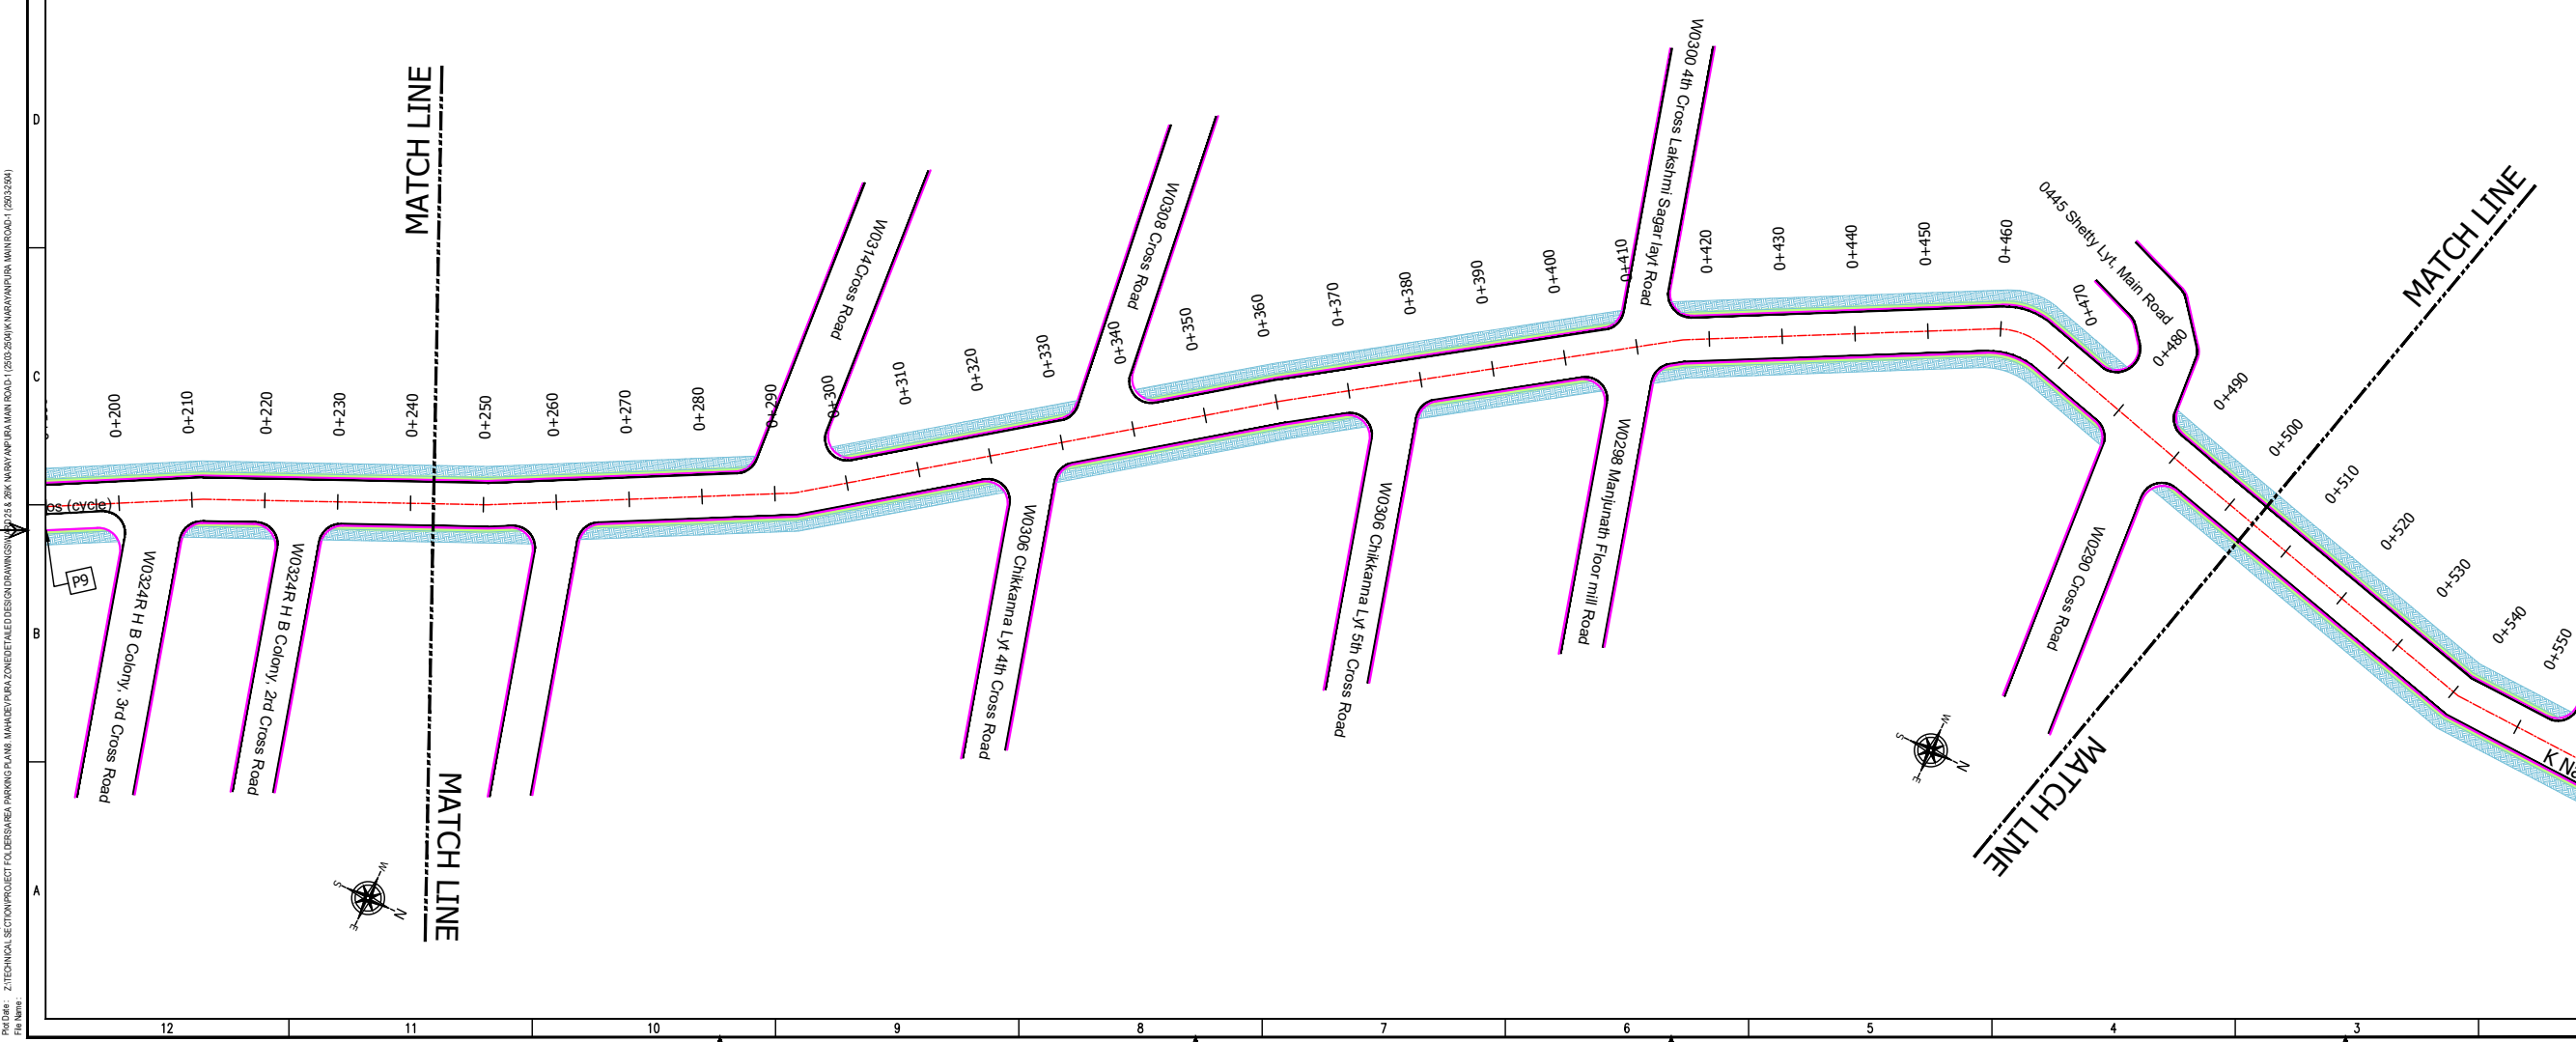 MATCH LINE
MATCH LINE
MATCH LINE
MATCH LINE
0+200
0+210
0+220
0+230
0+240
0+250
0+260
0+270
0+280
0+290
0+300
0+310
0+320
0+330
0+340
0+350
0+360
0+370
0+380
0+390
0+400
0+410
0+420
0+430
0+440
0+450
0+460
0+470
0+480
0+490
0+500
0+510
0+520
0+530
0+540
0+550
W0314Cross Road
W0308 Cross Road
W0300 4th Cross Lakshmi Sagar layt Road
0445 Shetty Lyt, Main Road
os (cycle)
P9
W0324R H B Colony, 3rd Cross Road
W0324R H B Colony, 2rd Cross Road
W0306 Chikkanna Lyt 4th Cross Road
W0306 Chikkanna Lyt 5th Cross Road
W0298 Manjunath Floor mill Road
W0290 Cross Road
K Na
N
S
E
W
N
S
E
W
D
C
B
A
12
11
10
9
8
7
6
5
4
3
Plot Date :
File Name :